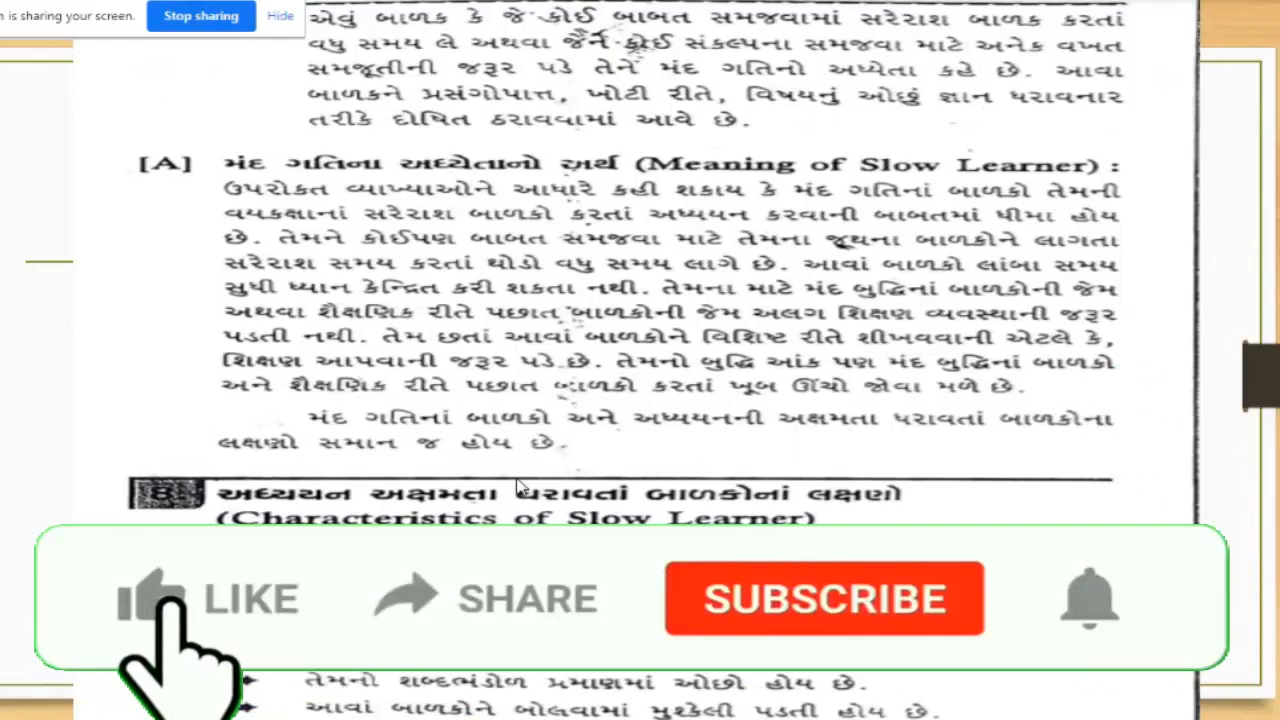 n is sharing your screen. Stop sharing Hide
એવું બાળક કે જે કોઈ બાબત સમજવામાં સરેરાશ બાળક કરતાં
વધુ સમય લે અથવા જેને કોઈ સંકલ્પના સમજવા માટે અનેક વખત
સમજૂતીની જરૂર પડે તેને મંદ ગતિનો અધ્યેતા કહે છે. આવા
બાળકને પ્રસંગોપાત્ત, ખોટી રીતે, વિષયનું ઓછું જ્ઞાન ધરાવનાર
તરીકે દોષિત ઠરાવવામાં આવે છે.
[A] મંદ ગતિના અધ્યેતાનો અર્થ (Meaning of Slow Learner) :
ઉપરોક્ત વ્યાખ્યાઓને આધારે કહી શકાય કે મંદ ગતિનાં બાળકો તેમની
વયકક્ષાનાં સરેરાશ બાળકો કરતાં અધ્યયન કરવાની બાબતમાં ધીમા હોય
છે. તેમને કોઈપણ બાબત સમજવા માટે તેમના જૂથના બાળકોને લાગતા
સરેરાશ સમય કરતાં થોડો વધુ સમય લાગે છે. આવાં બાળકો લાંબા સમય
સુધી ધ્યાન કેન્દ્રિત કરી શકતા નથી. તેમના માટે મંદ બુદ્ધિનાં બાળકોની જેમ
અથવા શૈક્ષણિક રીતે પછાત બાળકોની જેમ અલગ શિક્ષણ વ્યવસ્થાની જરૂર
પડતી નથી. તેમ છતાં આવાં બાળકોને વિશિષ્ટ રીતે શીખવવાની એટલે કે,
શિક્ષણ આપવાની જરૂર પડે છે. તેમનો બુદ્ધિ આંક પણ મંદ બુદ્ધિનાં બાળકો
અને શૈક્ષણિક રીતે પછાત બાળકો કરતાં ખૂબ ઊંચો જોવા મળે છે.
મંદ ગતિનાં બાળકો અને અધ્યયનની અક્ષમતા ધરાવતાં બાળકોના
લક્ષણો સમાન જ હોય છે.
અધ્યયન અક્ષમતા ધરાવતાં બાળકોનાં લક્ષણો
(Characteristics of Slow Learner)
LIKE SHARE SUBSCRIBE
તેમનો શબ્દભંડોળ પ્રમાણમાં ઓછો હોય છે.
આવાં બાળકોને બોલવામાં મુશ્કેલી પડતી હોય છે.